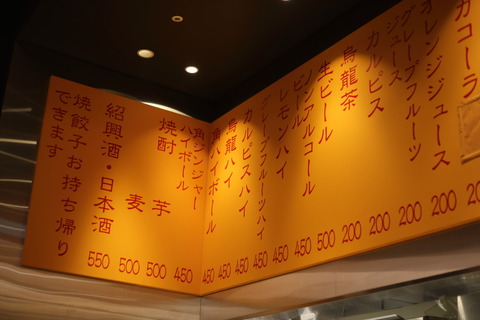 ガコーラ 20
オレンジジュース 200
グレープフルーツジュース 200
カルピス 200
烏龍茶 200
生ビール 500
ノンアルコールビール 450
レモンハイ 450
グレープフルーツハイ 450
カルピスハイ 450
烏龍ハイ 450
角ハイボール 450
角ジンジャーハイボール 450
焼酎 芋 500
麦 500
紹興酒・日本酒 550
焼餃子お持ち帰り
できます